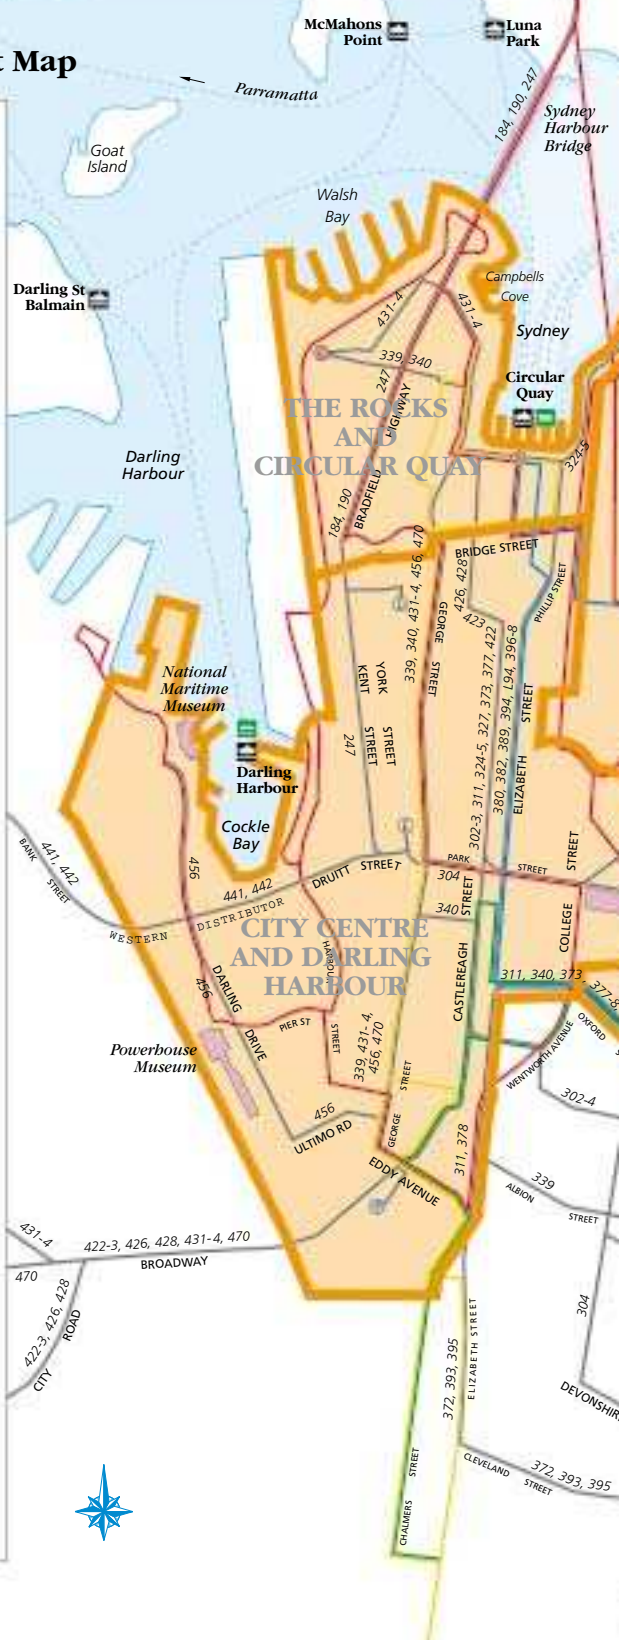 t Map
McMahons
Point
Luna
Park
Parramatta
184, 190, 247
Sydney
Harbour
Bridge
Goat
Island
Walsh
Bay
Darling St
Balmain
Campbells
Cove
Sydney
431-4
431-4
339, 340
247
Circular
Quay
HIGHWAY
THE ROCKS
AND
CIRCULAR QUAY
Darling
Harbour
324-5
184, 190
BRADFIELD
BRIDGE STREET
339, 340, 431-4, 456, 470
426, 428
PHILLIP STREET
423
GEORGE STREET
National
Maritime
Museum
YORK STREET
KENT STREET
247
302-3, 311, 324-5, 327, 373, 377, 422
380, 382, 389, 394, L94, 396-8
ELIZABETH STREET
Darling
Harbour
Cockle
Bay
BANK STREET
441, 442
456
441, 442
DRUITT STREET
PARK STREET
304
340
STREET
COLLEGE
WESTERN DISTRIBUTOR
CITY CENTRE
AND DARLING
HARBOUR
HARBOUR
STREET
CASTLEREAGH STREET
311, 340, 373
377-8,
456
DARLING
DRIVE
PIER ST
339, 431-4,
456, 470
OXFORD
WENTWORTH AVENUE
Powerhouse
Museum
302-4
456
ULTIMO RD
GEORGE STREET
EDDY AVENUE
311, 378
339
ALBION STREET
431-4
422-3, 426, 428, 431-4, 470
BROADWAY
470
422-3, 426, 428
CITY ROAD
304
372, 393, 395
ELIZABETH STREET
DEVONSHIR
CLEVELAND STREET
372, 393, 395
CHALMERS STREET